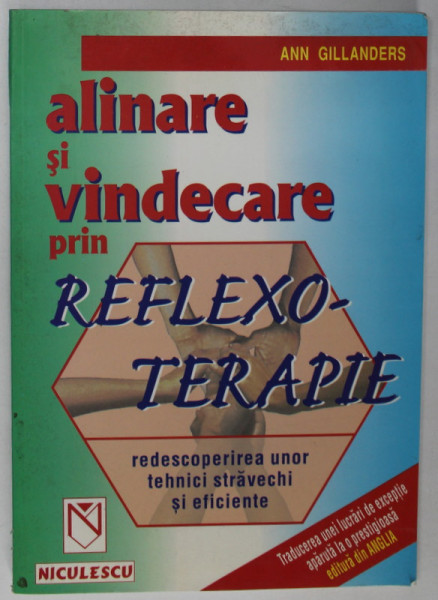 ANN GILLANDERS
alinare
și
vindecare
prin
REFLEXO-
TERAPIE
redescoperirea unor
tehnici străvechi
și eficiente
Traducerea unei lucrări de excepție
apărută la o prestigioasă
editură din ANGLIA
N
NICULESCU